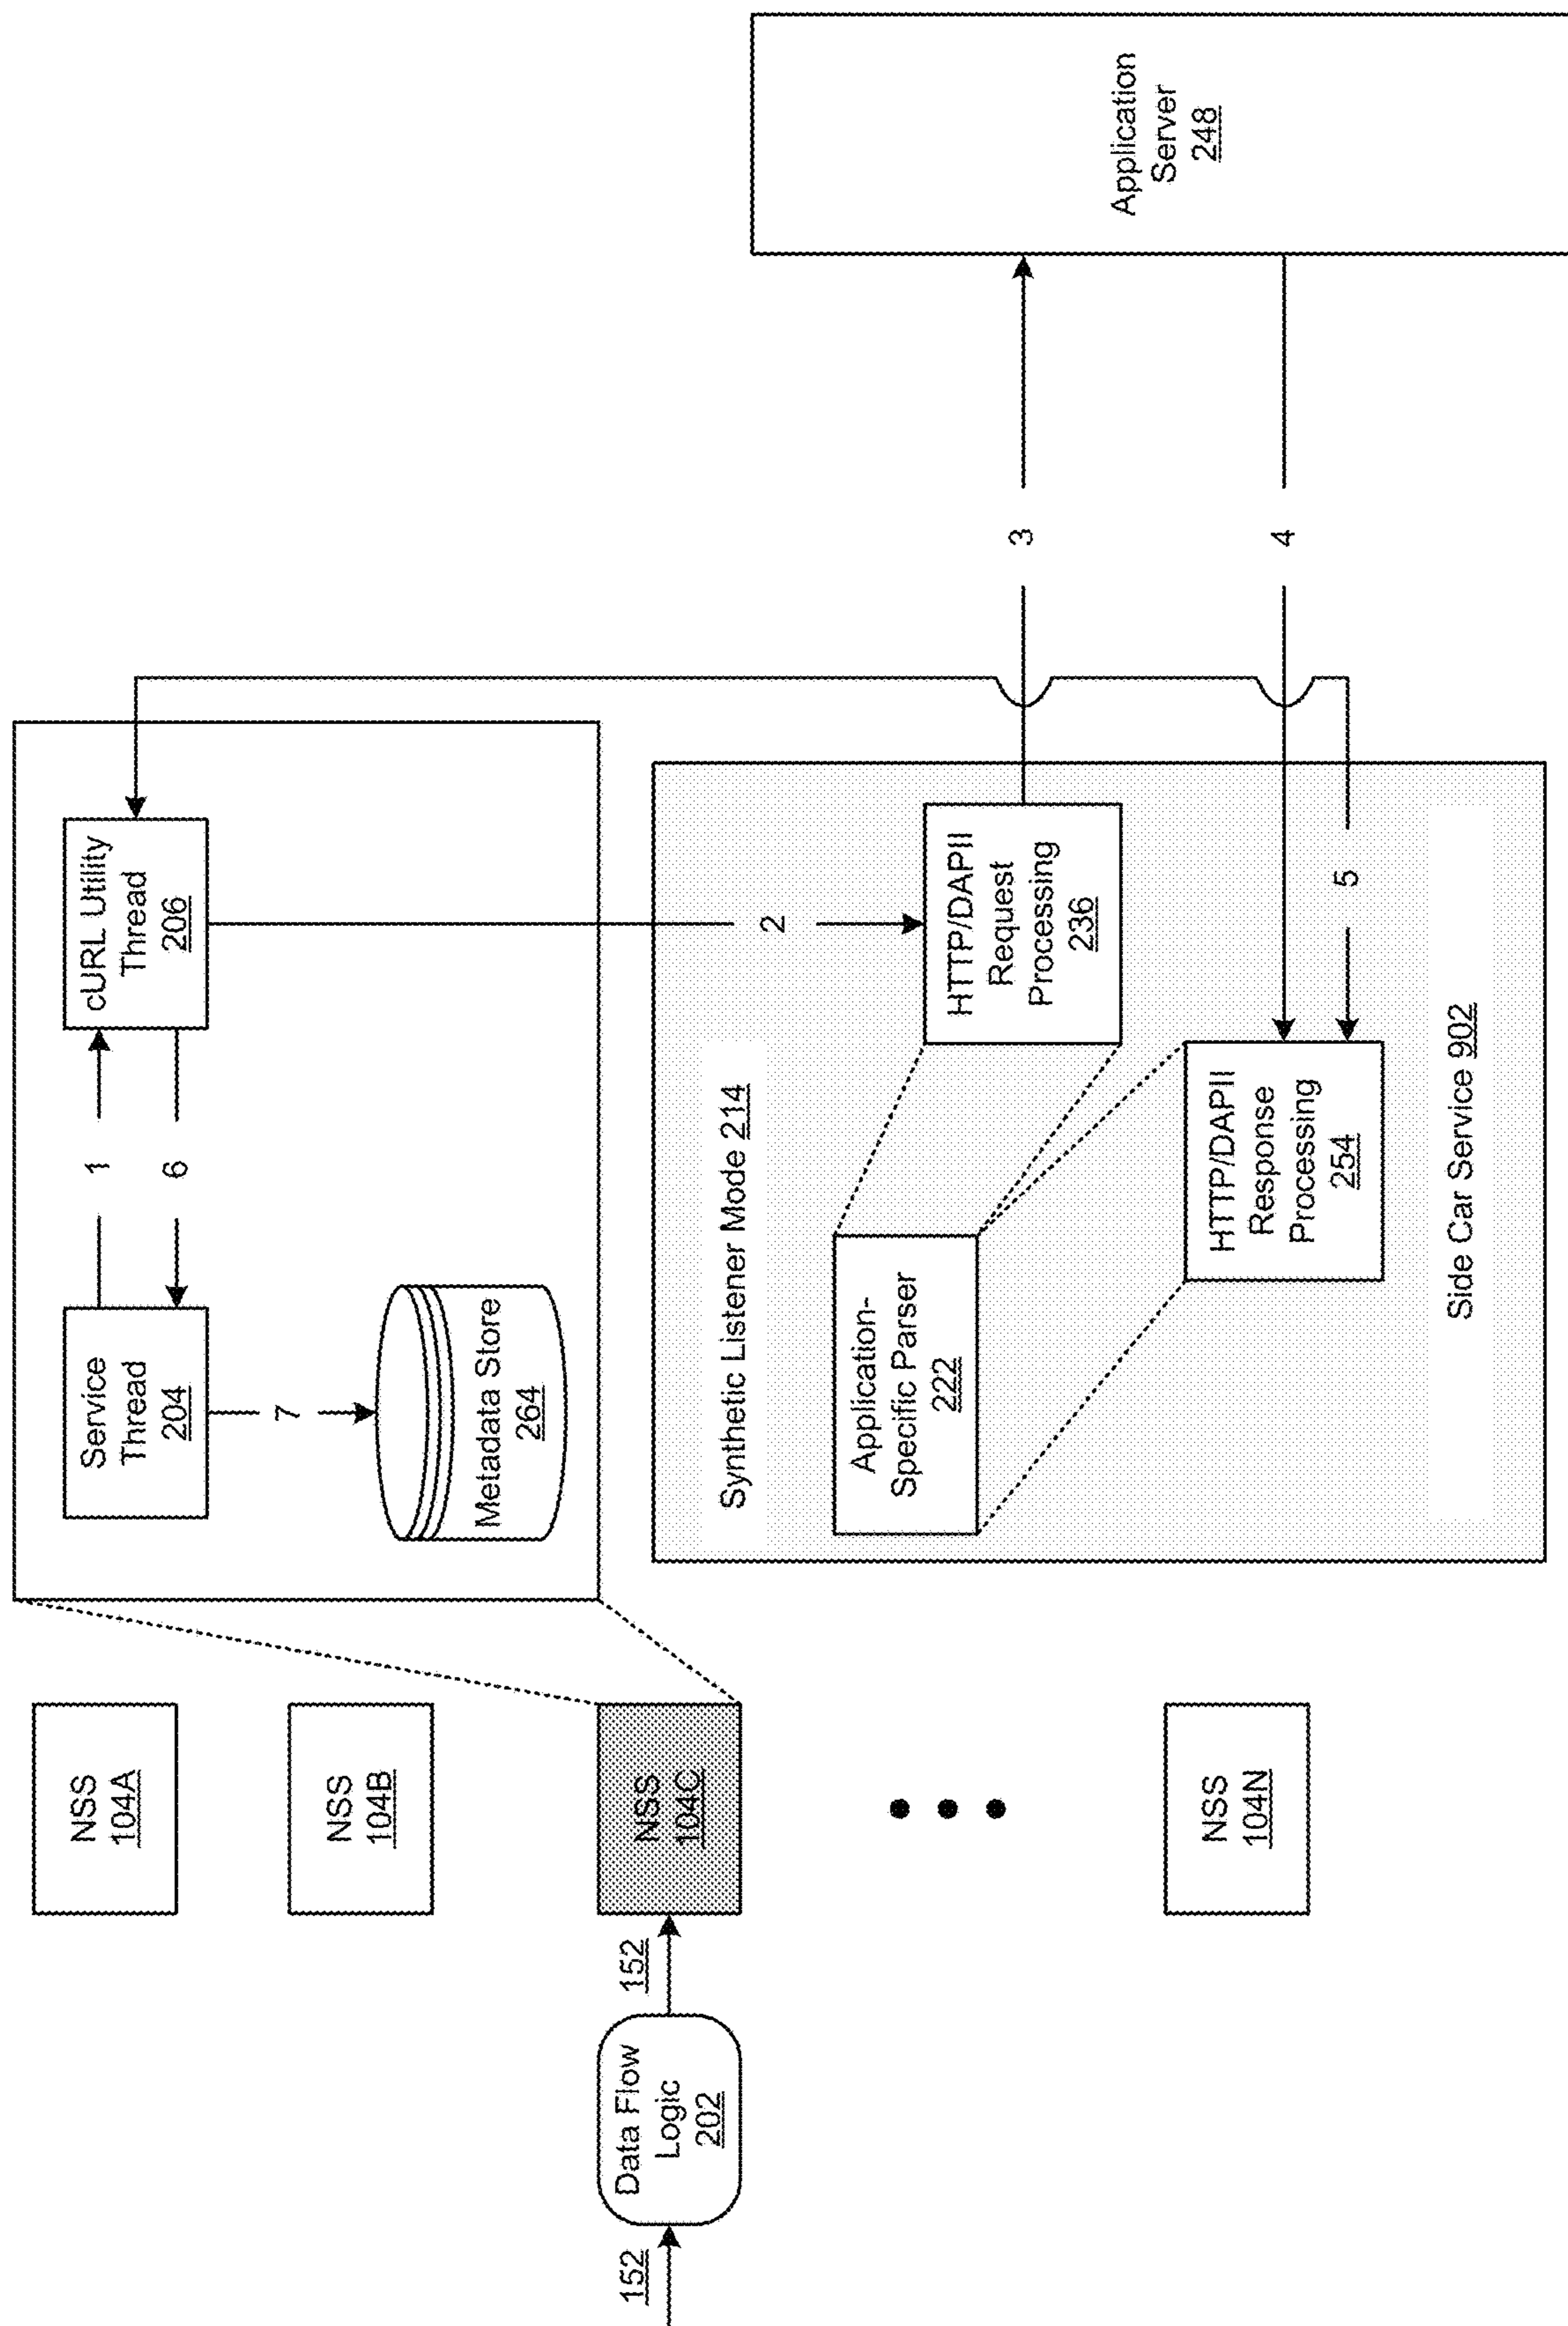 152
Data Flow
Logic
202
152
NSS
104A
NSS
104B
NSS
104C
NSS
104N
Service
Thread
204
1
6
cURL Utility
Thread
206
7
Metadata Store
264
2
Synthetic Listener Mode 214
Application-
Specific Parser
222
HTTP/DAPII
Request
Processing
236
HTTP/DAPII
Response
Processing
254
Side Car Service 902
5
3
4
Application
Server
248